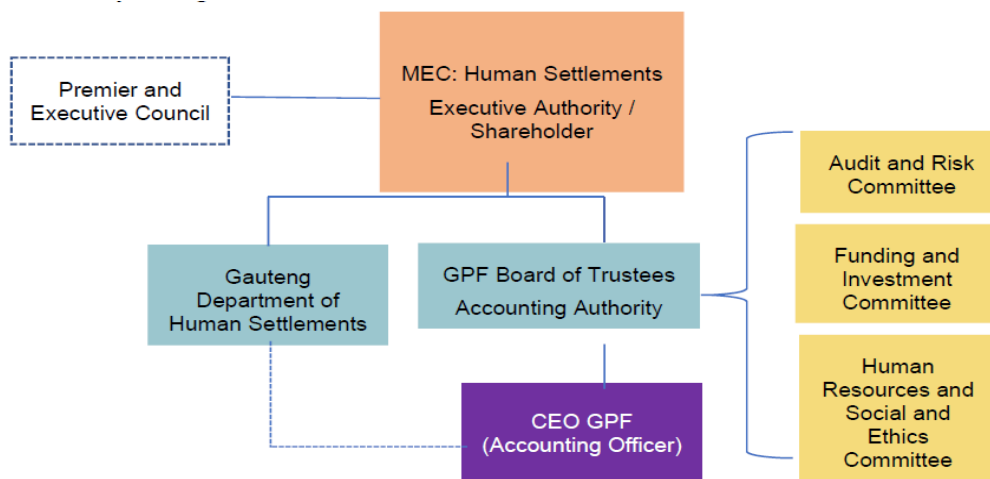 Premier and
Executive Council
MEC: Human Settlements
Executive Authority /
Shareholder
Audit and Risk
Committee
Gauteng
Department of
Human Settlements
GPF Board of Trustees
Accounting Authority
Funding and
Investment
Committee
CEO GPF
(Accounting Officer)
Human
Resources and
Social and
Ethics
Committee